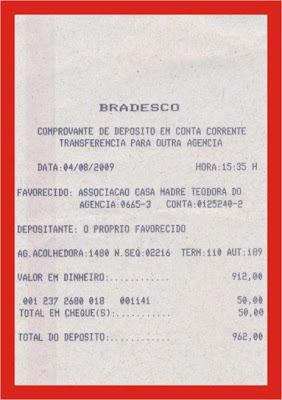 BRADESCO
COMPROVANTE DE DEPOSITO EM CONTA CORRENTE
TRANSFERENCIA PARA OUTRA AGENCIA
DATA:04/08/2009 HORA:15:35 H
FAVORECIDO: ASSOCIACAO CASA MADRE TEODORA DO
AGENCIA:0665-3 CONTA:0125240-2
DEPOSITANTE: O PROPRIO FAVORECIDO
AG.ACOLHEDORA:1480 N.SEQ:02216 TERM:110 AUT:189
VALOR EM DINHEIRO:............ 912,00
.001 237 2680 018 001141 50,00
TOTAL EM CHEQUE(S):........... 50,00
TOTAL DO DEPOSITO:............ 962,00